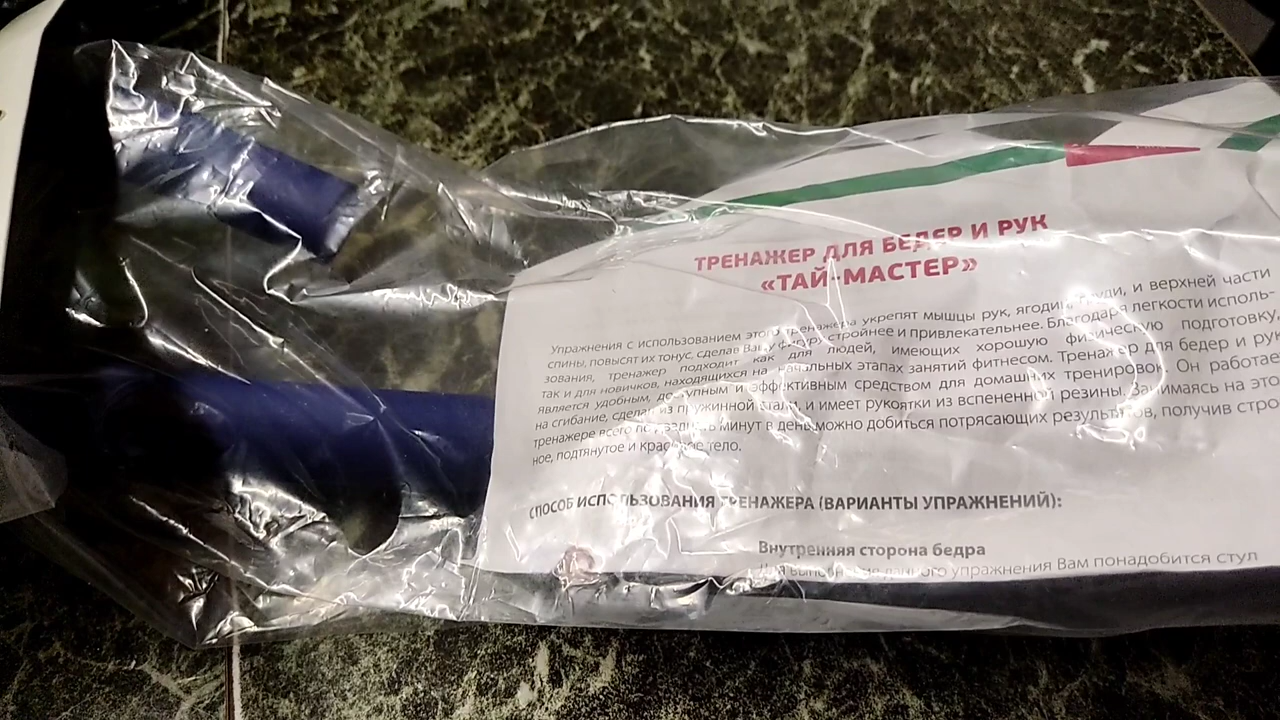 ТРЕНАЖЕР ДЛЯ БЕДЕР И РУК
«ТАЙ-МАСТЕР»
Упражнения с использованием этого тренажера укрепят мышцы рук, ягодиц, груди, и верхней части
спины, повысят их тонус, сделав Вашу фигуру стройнее и привлекательнее. Благодаря легкости исполь-
зования, тренажер подходит как для людей, имеющих хорошую физическую подготовку,
так и для новичков, находящихся на начальных этапах занятий фитнесом. Тренажер для бедер и рук
является удобным, доступным и эффективным средством для домашних тренировок. Он работает
на сгибание, сделан из пружинной стали и имеет рукоятки из вспененной резины. Занимаясь на это
тренажере всего по минут в день можно добиться потрясающих результатов, получив строй
ное, подтянутое и красивое тело.
СПОСОБ ИСПОЛЬЗОВАНИЯ ТРЕНАЖЕРА (ВАРИАНТЫ УПРАЖНЕНИЙ):
Внутренняя сторона бедра
Для выполнения данного упражнения Вам понадобится стул